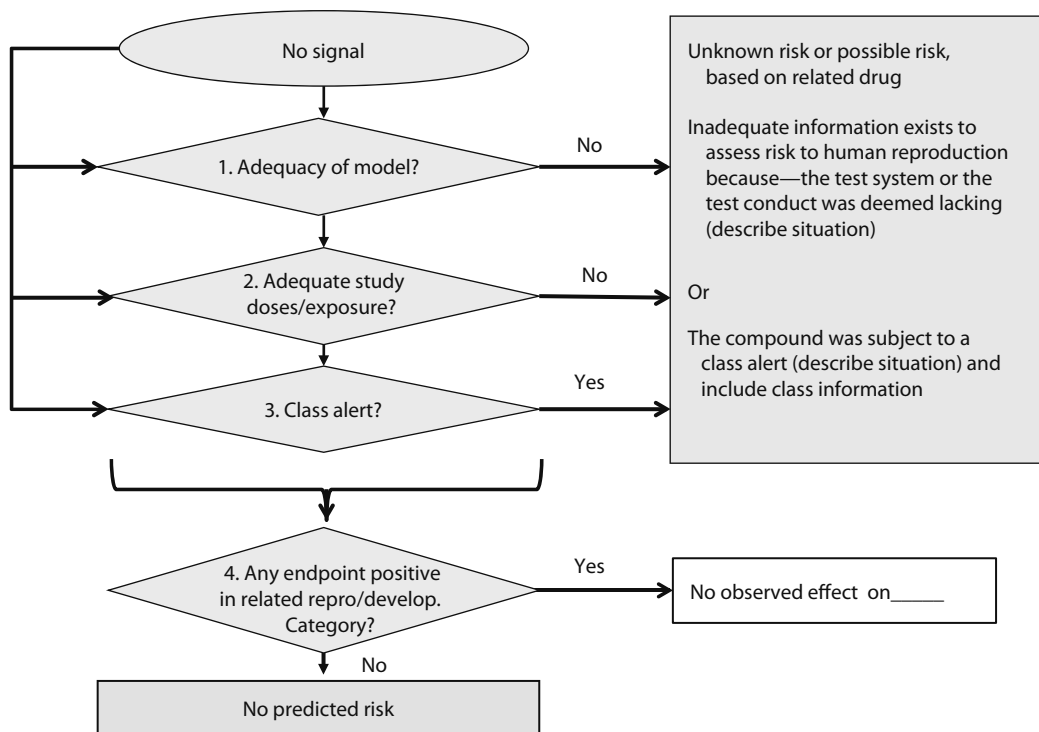 No signal
1. Adequacy of model?
No
2. Adequate study
doses/exposure?
No
3. Class alert?
Yes
Unknown risk or possible risk,
based on related drug
Inadequate information exists to
assess risk to human reproduction
because—the test system or the
test conduct was deemed lacking
(describe situation)
Or
The compound was subject to a
class alert (describe situation) and
include class information
4. Any endpoint positive
in related repro/develop.
Category?
Yes
No observed effect on______
No
No predicted risk